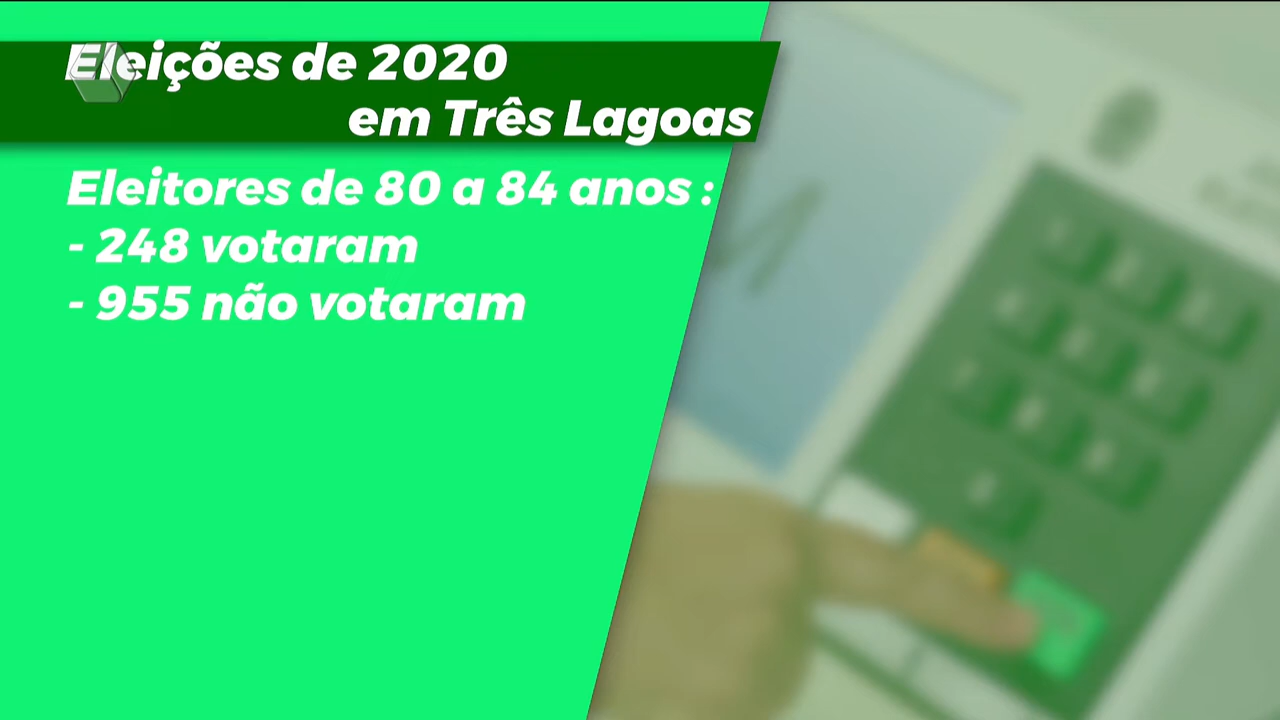 Eleições de 2020
em Três Lagoas
Eleitores de 80 a 84 anos :
- 248 votaram
- 955 não votaram